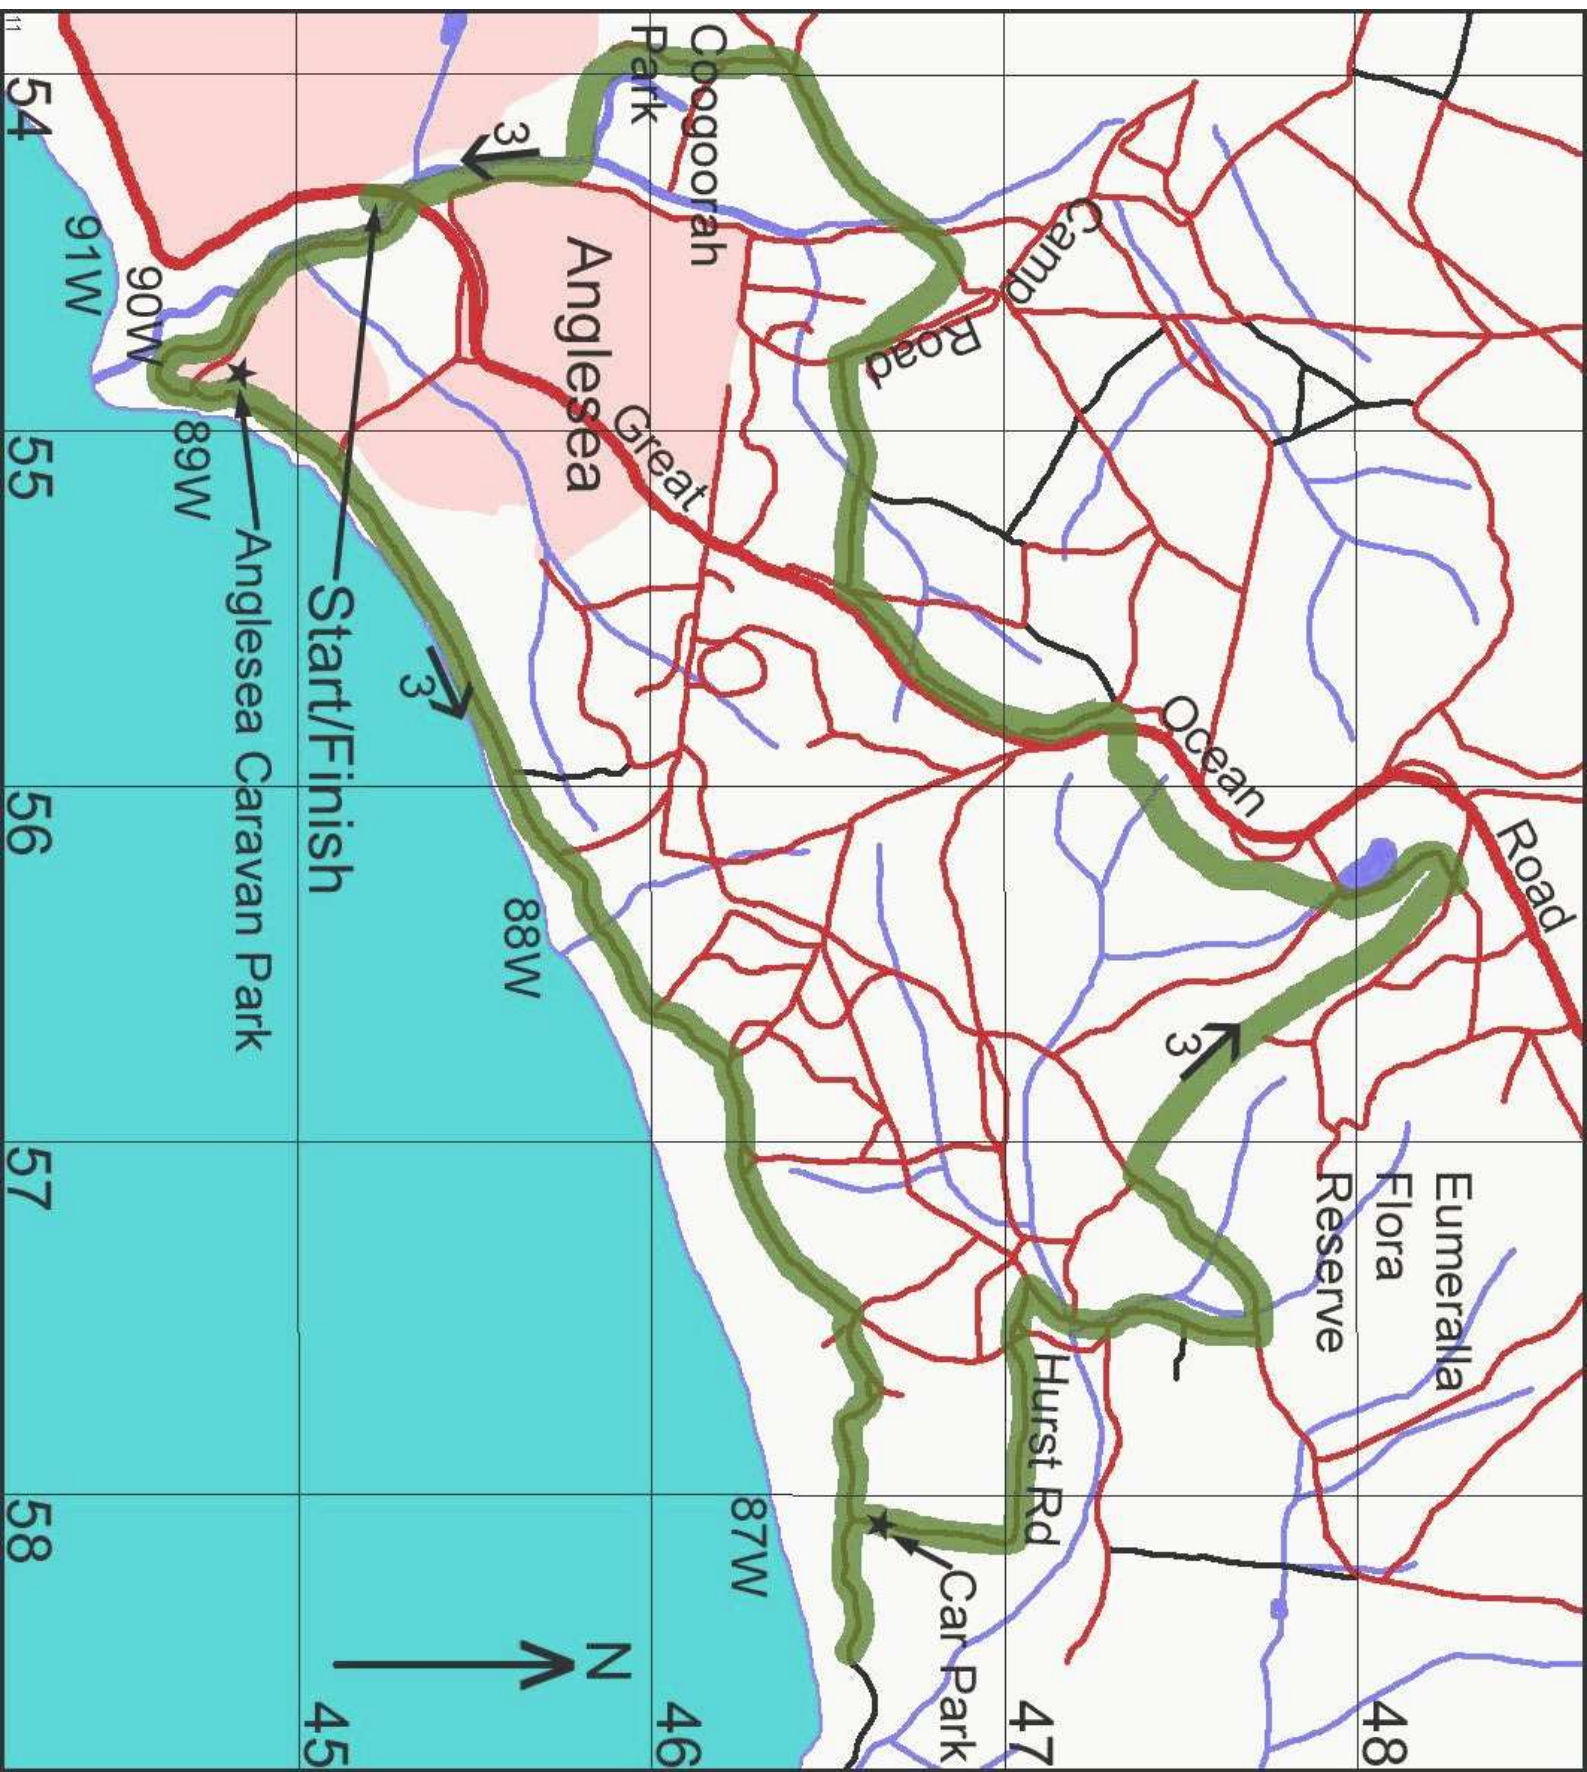 Eumeralla
Flora
Reserve
Road
Ocean
Camp
Road
Hurst Rd
Coogoorah
Park
Great
Anglesea
3
3
3
Car Park
Start/Finish
Anglesea Caravan Park
91W
90W
89W
88W
87W
N
48
47
46
45
54
55
56
57
58
11